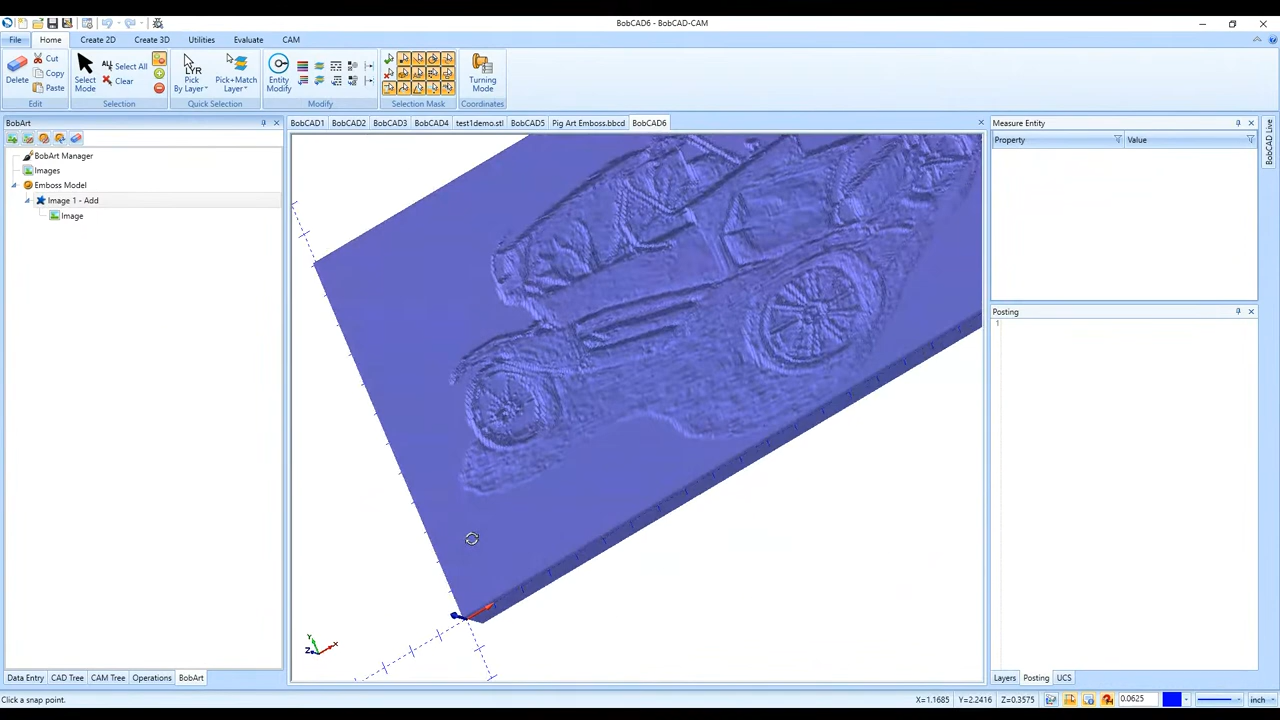 BobCAD6 - BobCAD-CAM
File Home Create 2D Create 3D Utilities Evaluate CAM
Delete
Cut
Copy
Paste
Edit
Select Mode
Select All
Clear
Selection
LYR
Pick By Layer
Pick+Match Layer
Quick Selection
Entity Modify
Modify
Selection Mask
Turning Mode
Coordinates
BobArt
BobArt Manager
Images
Emboss Model
Image 1 - Add
Image
BobCAD1 BobCAD2 BobCAD3 BobCAD4 test1demo.stl BobCAD5 Pig Art Emboss.bbcd BobCAD6
Y
X
Z
Measure Entity
Property Value
BobCAD Live
Posting
1
Data Entry CAD Tree CAM Tree Operations BobArt
Layers Posting UCS
Click a snap point.
X=1.1685 Y=2.2416 Z=0.3575
0.0625
inch